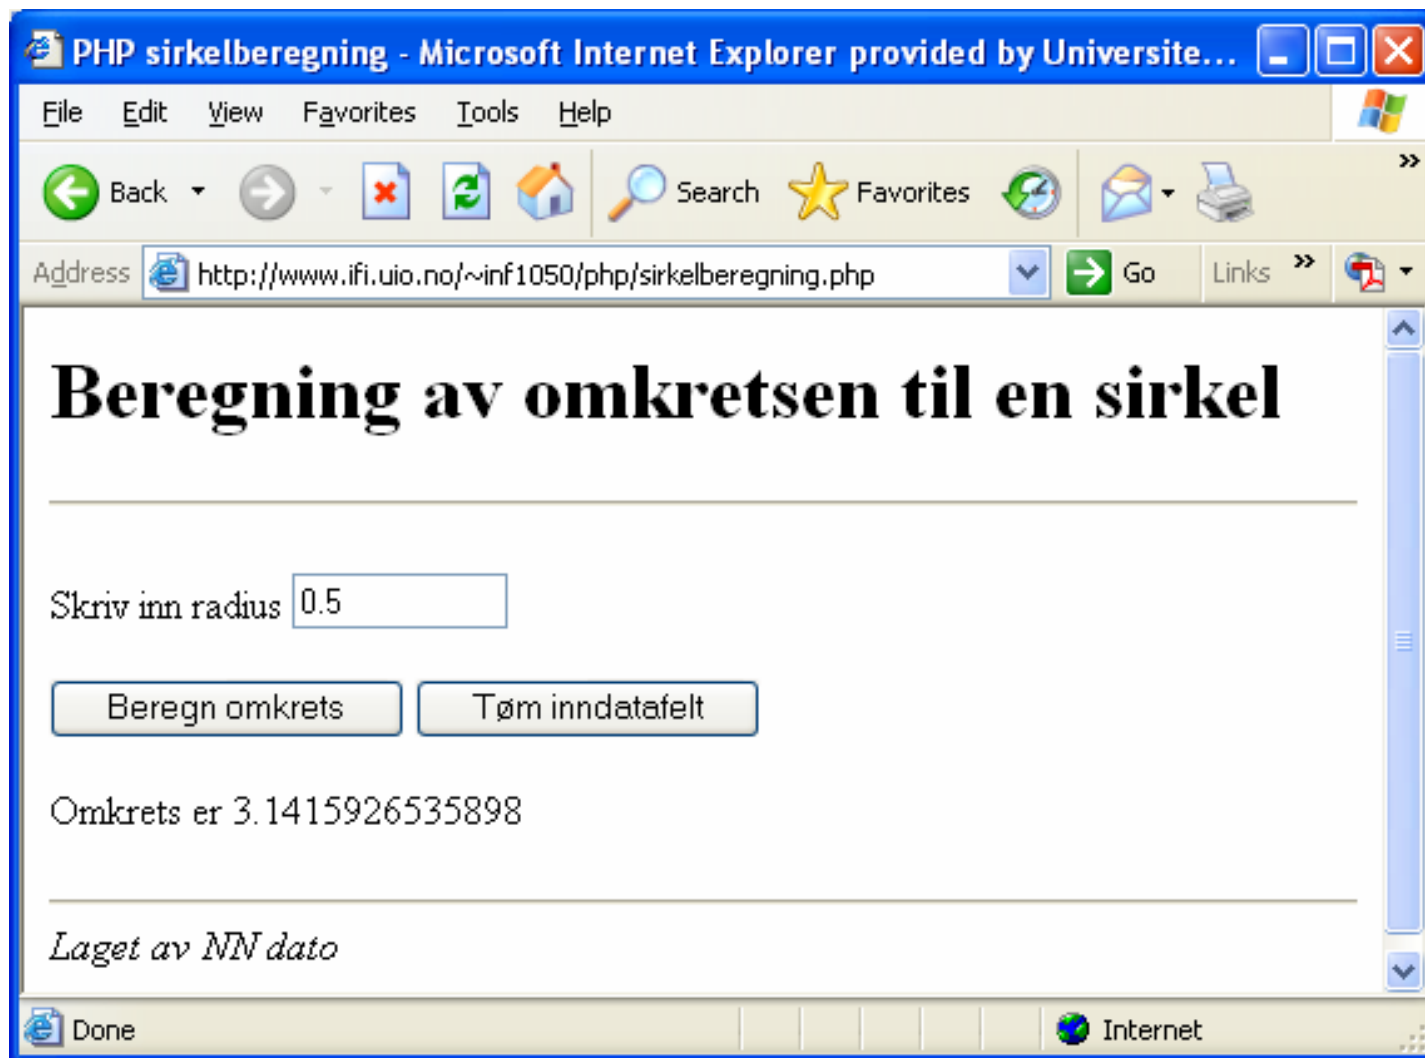 PHP sirkelberegning - Microsoft Internet Explorer provided by Universite...
File Edit View Favorites Tools Help
Back Search Favorites »
Address http://www.ifi.uio.no/~inf1050/php/sirkelberegning.php Go Links »
Beregning av omkretsen til en sirkel
Skriv inn radius 0.5
Beregn omkrets Tøm inndatafelt
Omkrets er 3.1415926535898
Laget av NN dato
Done Internet